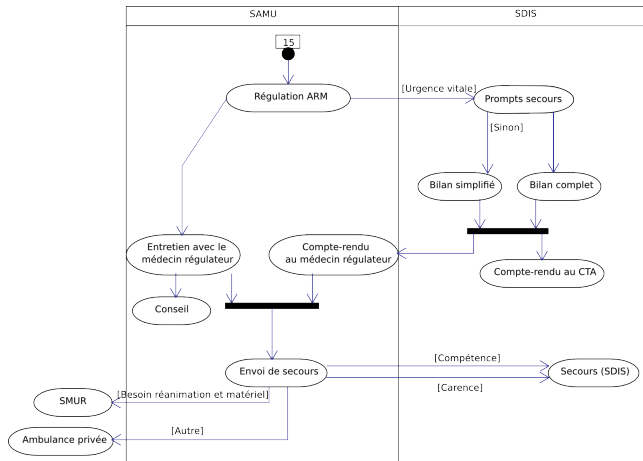 SAMU
SDIS
15
Régulation ARM
[Urgence vitale]
Prompts secours
[Sinon]
Bilan simplifié
Bilan complet
Entretien avec le
médecin régulateur
Compte-rendu
au médecin régulateur
Compte-rendu au CTA
Conseil
Envoi de secours
[Compétence]
Secours (SDIS)
[Carence]
[Besoin réanimation et matériel]
SMUR
[Autre]
Ambulance privée